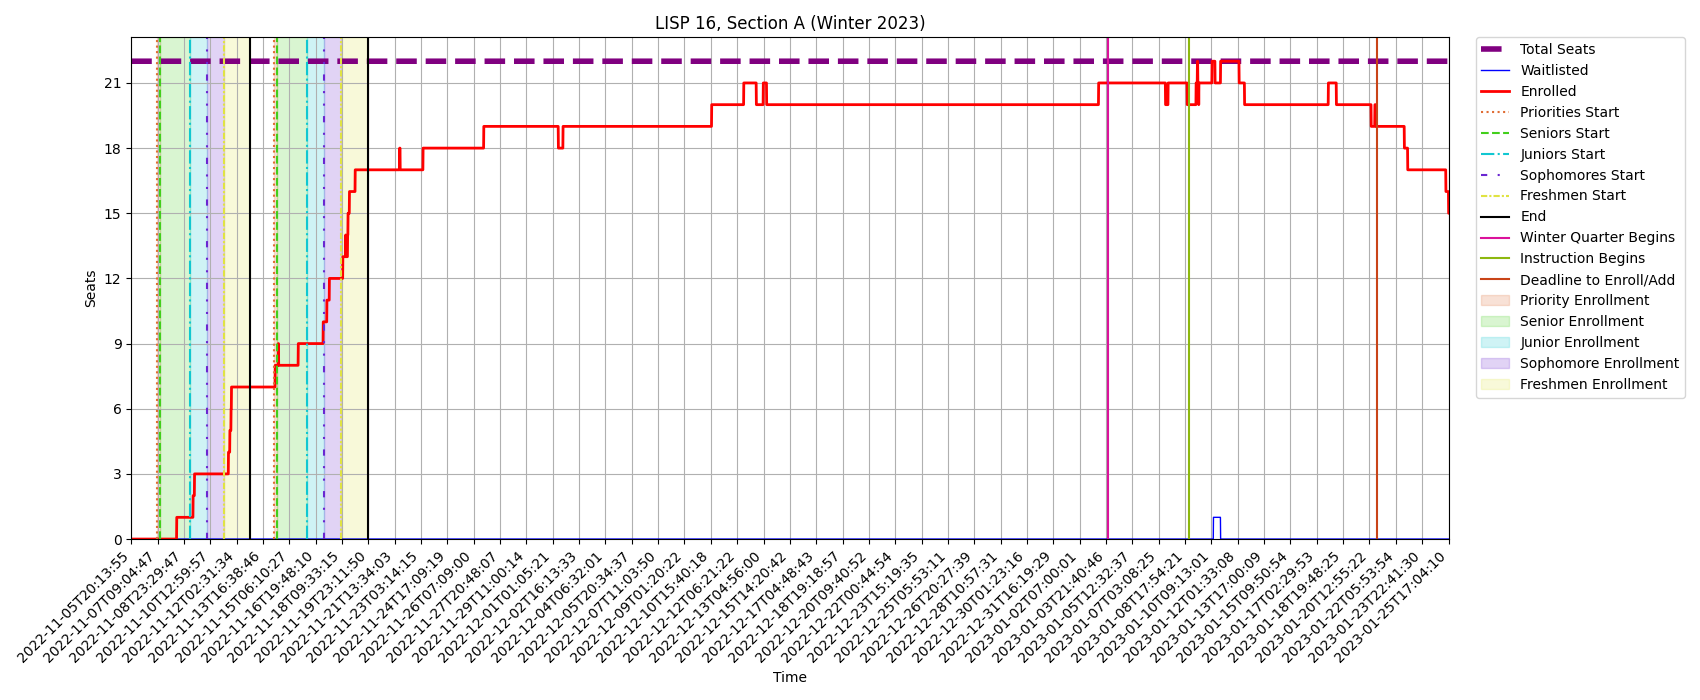 LISP 16, Section A (Winter 2023)
Seats
21
18
15
12
9
6
3
0
2022-11-05T20:13:55
2022-11-07T09:04:47
2022-11-08T23:29:47
2022-11-10T12:59:57
2022-11-12T02:31:34
2022-11-13T16:38:46
2022-11-15T06:10:27
2022-11-16T19:48:10
2022-11-18T09:33:15
2022-11-19T23:11:50
2022-11-21T13:34:03
2022-11-23T03:14:15
2022-11-24T17:09:19
2022-11-26T07:09:00
2022-11-27T20:48:07
2022-11-29T11:00:14
2022-12-01T01:05:21
2022-12-02T16:13:33
2022-12-04T06:32:01
2022-12-05T20:34:37
2022-12-07T11:03:50
2022-12-09T01:20:22
2022-12-10T15:40:18
2022-12-12T06:21:22
2022-12-13T04:56:00
2022-12-15T14:20:42
2022-12-17T04:48:43
2022-12-18T19:18:57
2022-12-20T09:40:52
2022-12-22T00:44:54
2022-12-23T15:19:35
2022-12-25T05:53:11
2022-12-26T20:27:39
2022-12-28T10:57:31
2022-12-30T01:23:16
2022-12-31T16:19:29
2023-01-02T07:00:01
2023-01-03T21:40:46
2023-01-05T12:32:37
2023-01-07T03:08:25
2023-01-08T17:54:21
2023-01-10T09:13:01
2023-01-12T01:33:08
2023-01-13T17:00:09
2023-01-15T09:50:54
2023-01-17T02:29:53
2023-01-18T19:48:25
2023-01-20T12:55:22
2023-01-22T05:53:54
2023-01-23T22:41:30
2023-01-25T17:04:10
Time
Total Seats
Waitlisted
Enrolled
Priorities Start
Seniors Start
Juniors Start
Sophomores Start
Freshmen Start
End
Winter Quarter Begins
Instruction Begins
Deadline to Enroll/Add
Priority Enrollment
Senior Enrollment
Junior Enrollment
Sophomore Enrollment
Freshmen Enrollment